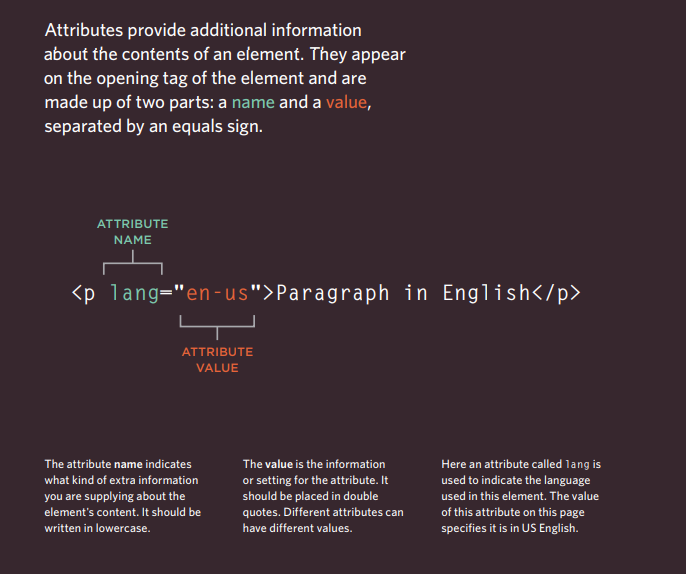 Attributes provide additional information
about the contents of an element. They appear
on the opening tag of the element and are
made up of two parts: a name and a value,
separated by an equals sign.
ATTRIBUTE
NAME
<p lang="en-us">Paragraph in English</p>
ATTRIBUTE
VALUE
The attribute name indicates
what kind of extra information
you are supplying about the
element's content. It should be
written in lowercase.
The value is the information
or setting for the attribute. It
should be placed in double
quotes. Different attributes can
have different values.
Here an attribute called lang is
used to indicate the language
used in this element. The value
of this attribute on this page
specifies it is in US English.